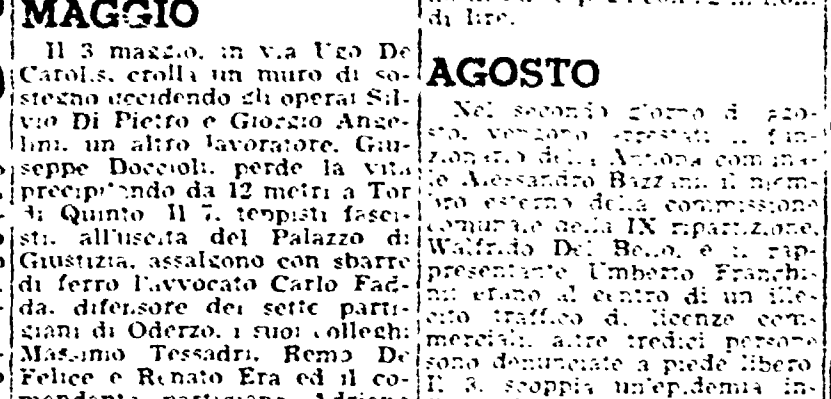 MAGGIO
Il 3 maggio, in via Ugo De
Carolis, crolla un muro di so-
stegno uccidendo gli operai Sil-
vio Di Pietro e Giorgio Ange-
lini, un altro lavoratore, Giu-
seppe Doccioli, perde la vita
precipitando da 12 metri a Tor
di Quinto. Il 7, teppisti fasci-
sti, all'uscita del Palazzo di
Giustizia, assalgono con sbarre
di ferro l'avvocato Carlo Fad-
da, difensore dei sette parti-
giani di Oderzo, i suoi colleghi
Massimo Tessadri, Remo De
Felice e Renato Era ed il co-
mandante partigiano Adriano
di lire.
AGOSTO
Nel secondo giorno di ago-
sto, vengono arrestati il fun-
zionario della Annona comuna-
le Alessandro Bazzani, il mem-
bro esterno della commissione
comunale della IX ripartizione,
Walfrido Del Bello, e il rap-
presentante Umberto Franchi-
ni: erano al centro di un ille-
cito traffico di licenze com-
merciali, altre tredici persone
sono denunciate a piede libero
Il 3, scoppia un'epidemia in-